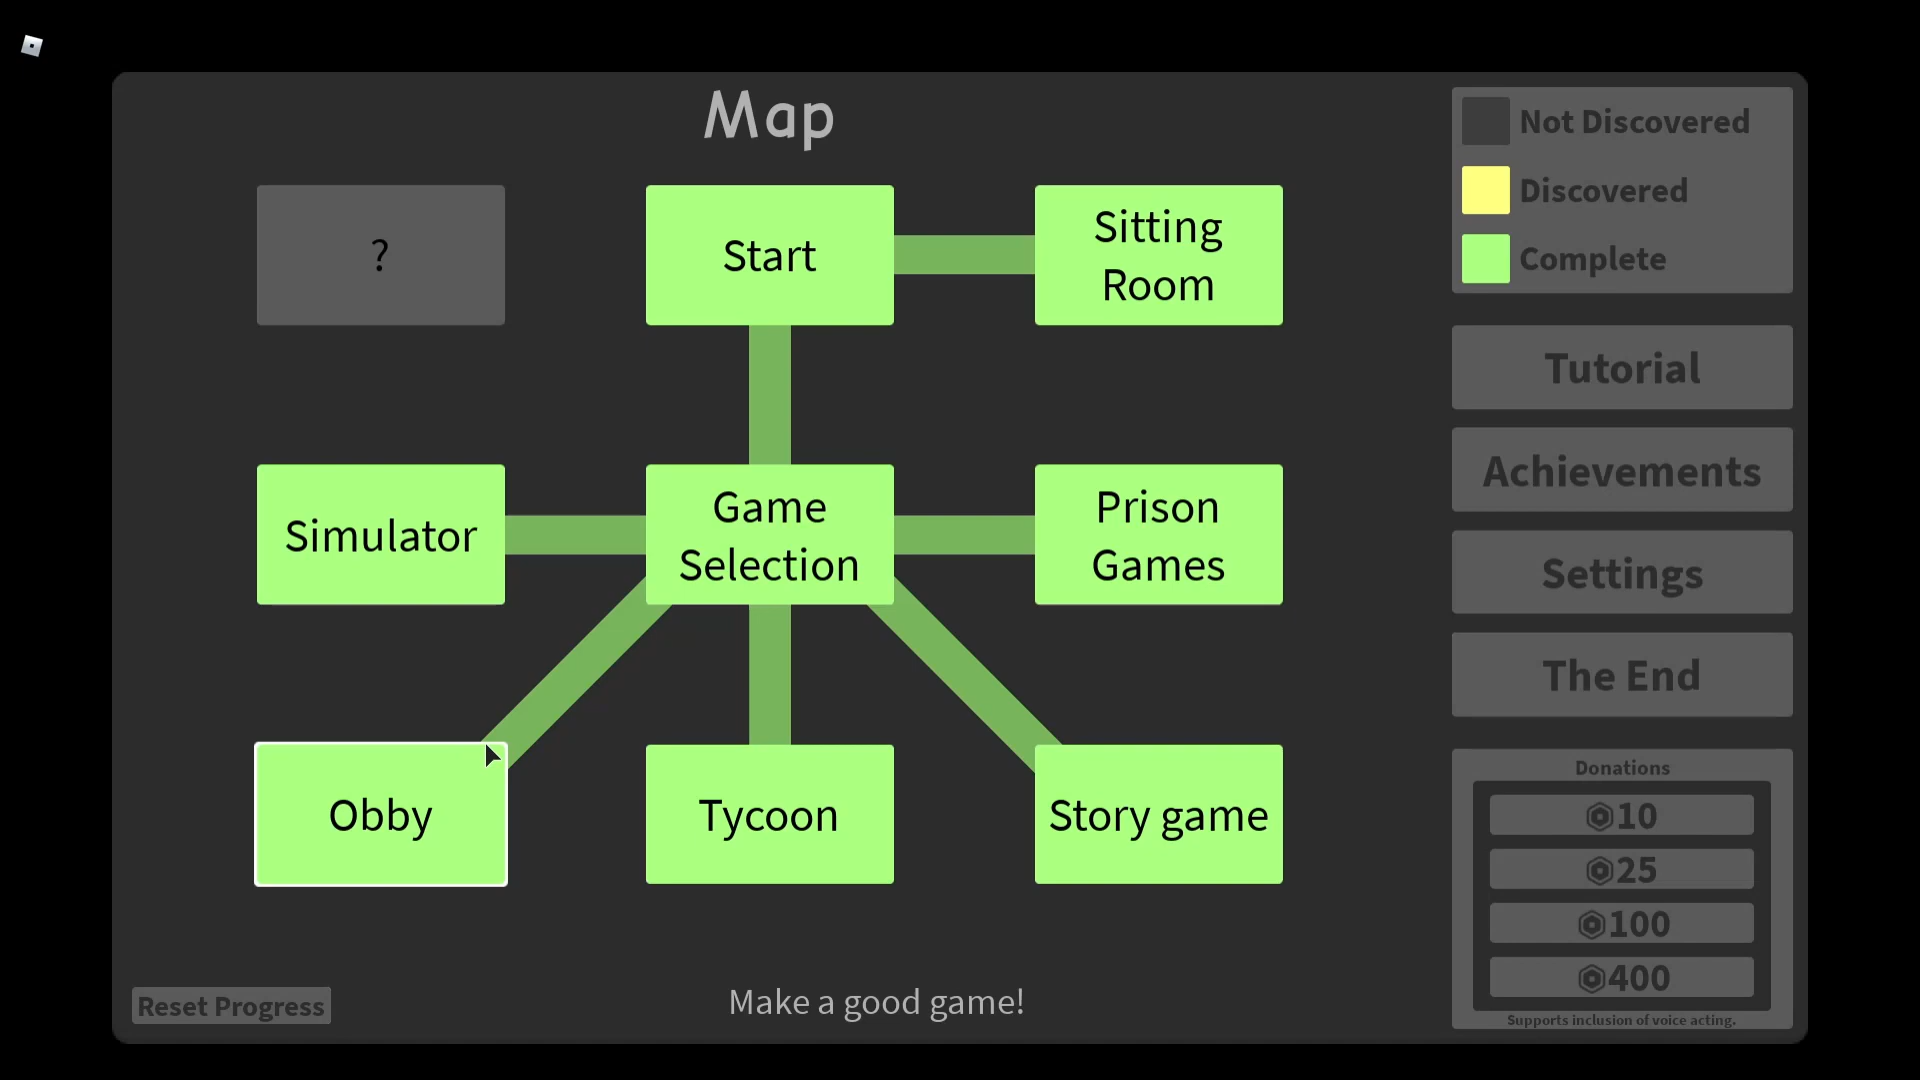 Map
?
Start
Sitting
Room
Simulator
Game
Selection
Prison
Games
Obby
Tycoon
Story game
Reset Progress
Make a good game!
Not Discovered
Discovered
Complete
Tutorial
Achievements
Settings
The End
Donations
10
25
100
400
Supports inclusion of voice acting.